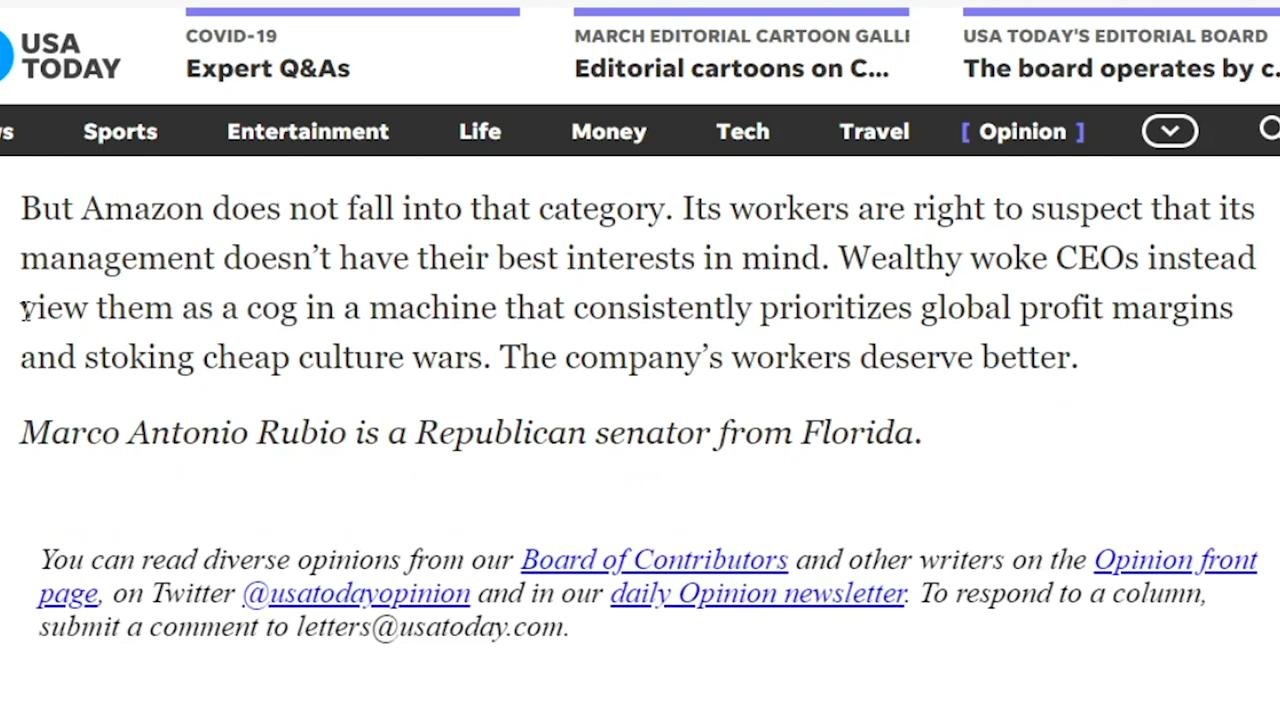 USA
TODAY
COVID-19
Expert Q&As
MARCH EDITORIAL CARTOON
Editorial cartoons on C...
USA TODAY'S EDITORIAL BOARD
The board operates by c.
Sports Entertainment Life Money Tech Travel [ Opinion ]
But Amazon does not fall into that category. Its workers are right to suspect that its
management doesn't have their best interests in mind. Wealthy woke CEOs instead
view them as a cog in a machine that consistently prioritizes global profit margins
and stoking cheap culture wars. The company's workers deserve better.
Marco Antonio Rubio is a Republican senator from Florida.
You can read diverse opinions from our Board of Contributors and other writers on the Opinion front
page, on Twitter @usatodayopinion and in our daily Opinion newsletter. To respond to a column,
submit a comment to letters@usatoday.com.